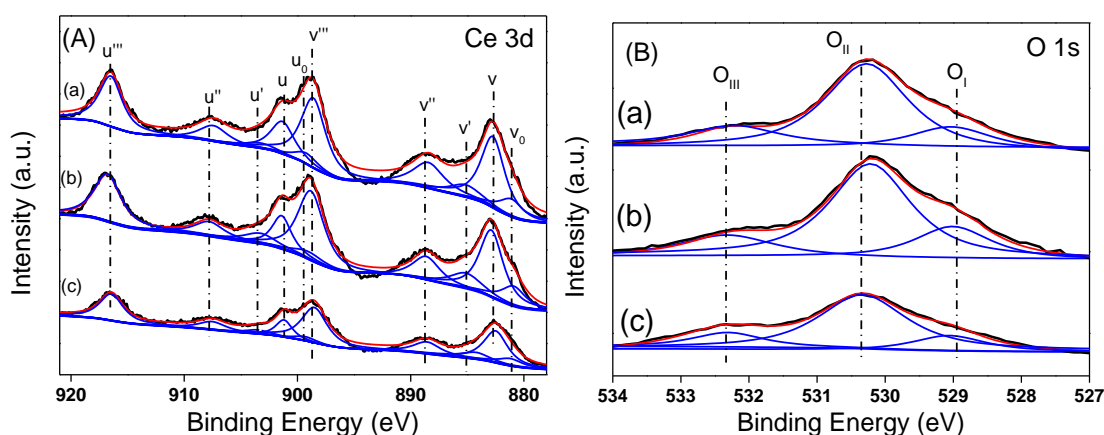 (A)
Ce 3d
u'''
u''
u'
u
u0
v'''
v''
v'
v
v0
(a)
(b)
(c)
Intensity (a.u.)
920
910
900
890
880
Binding Energy (eV)
(B)
O 1s
OIII
OII
OI
(a)
(b)
(c)
Intensity (a.u.)
534
533
532
531
530
529
528
527
Binding Energy (eV)